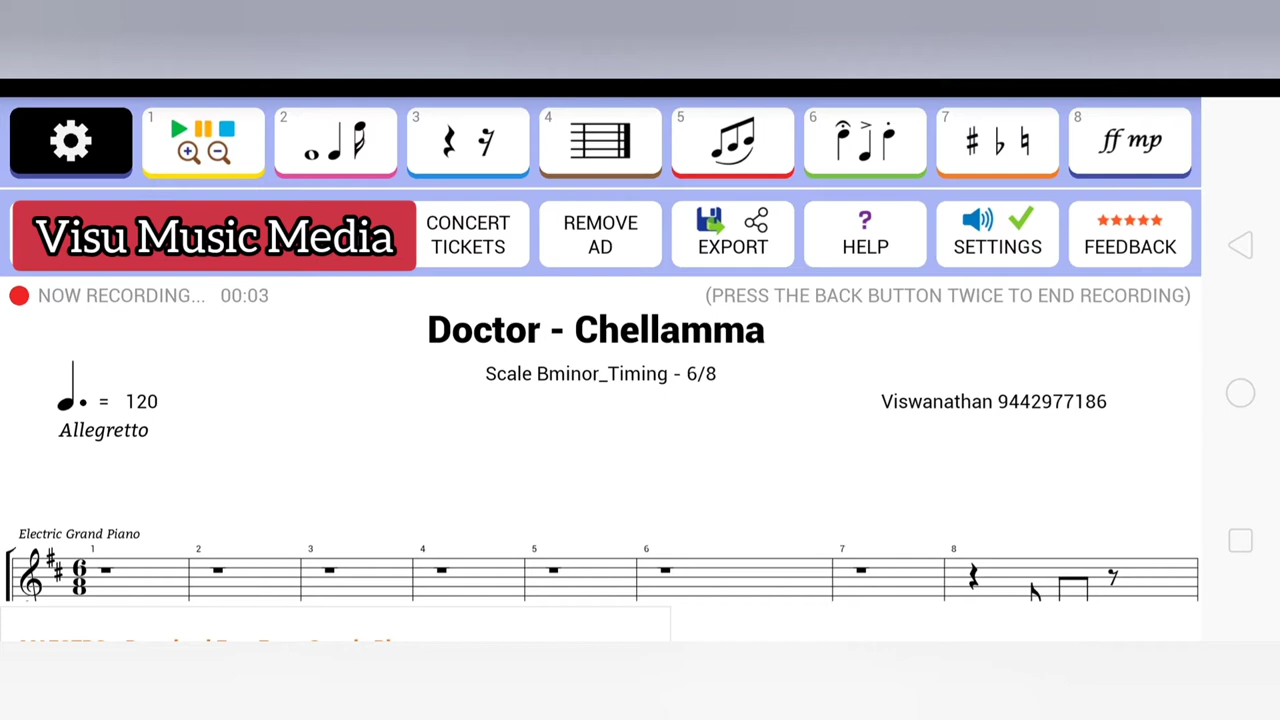 1 2 3 4 5 6 7 8
ff mp
Visu Music Media
CONCERT TICKETS
REMOVE AD
EXPORT
HELP
SETTINGS
FEEDBACK
NOW RECORDING... 00:03
(PRESS THE BACK BUTTON TWICE TO END RECORDING)
Doctor - Chellamma
Scale Bminor_Timing - 6/8
= 120
Viswanathan 9442977186
Allegretto
Electric Grand Piano
1 2 3 4 5 6 7 8
6
8